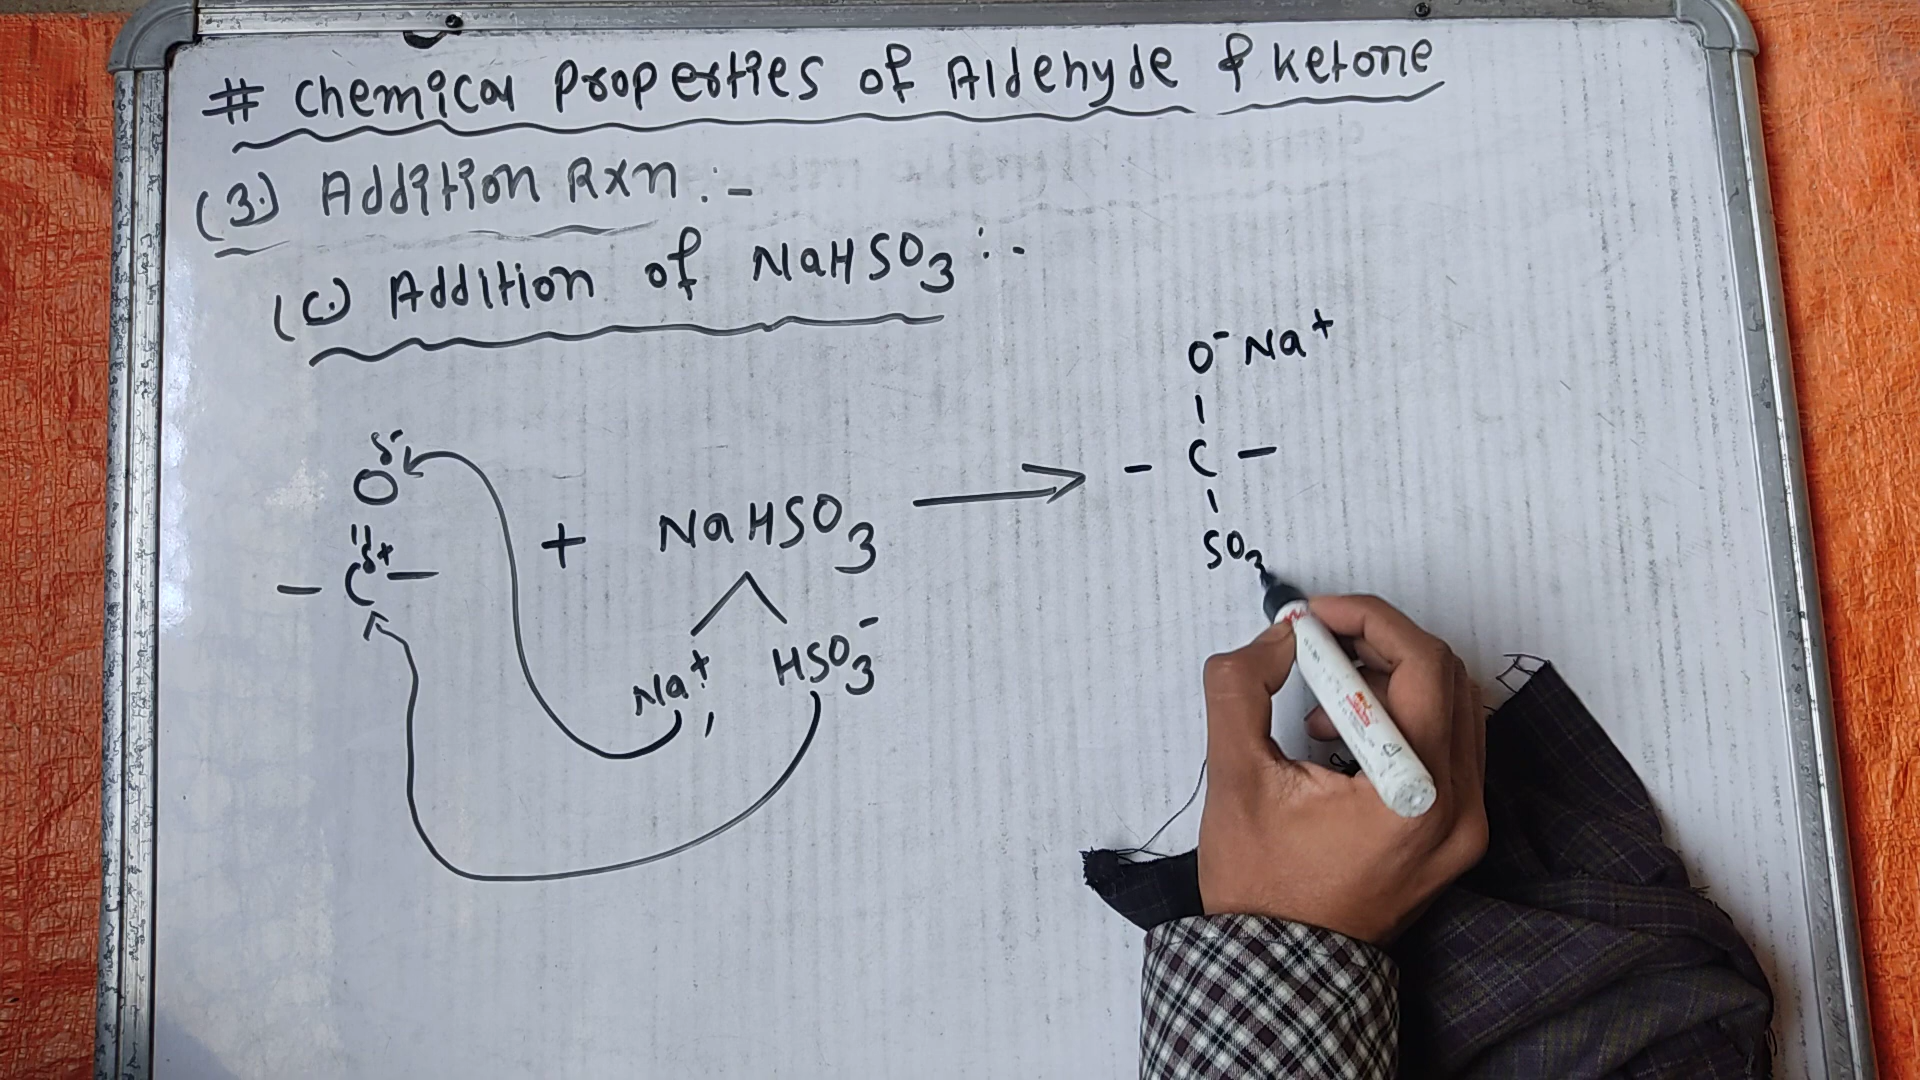 # Chemical Properties of Aldehyde & Ketone
(3.) Addition Rxn :-
(C.) Addition of NaHSO3 :-
O⁻ Na⁺
- C -
SO3
δ⁻
O
δ⁺
- C - + NaHSO3 →
Na⁺ , HSO3⁻